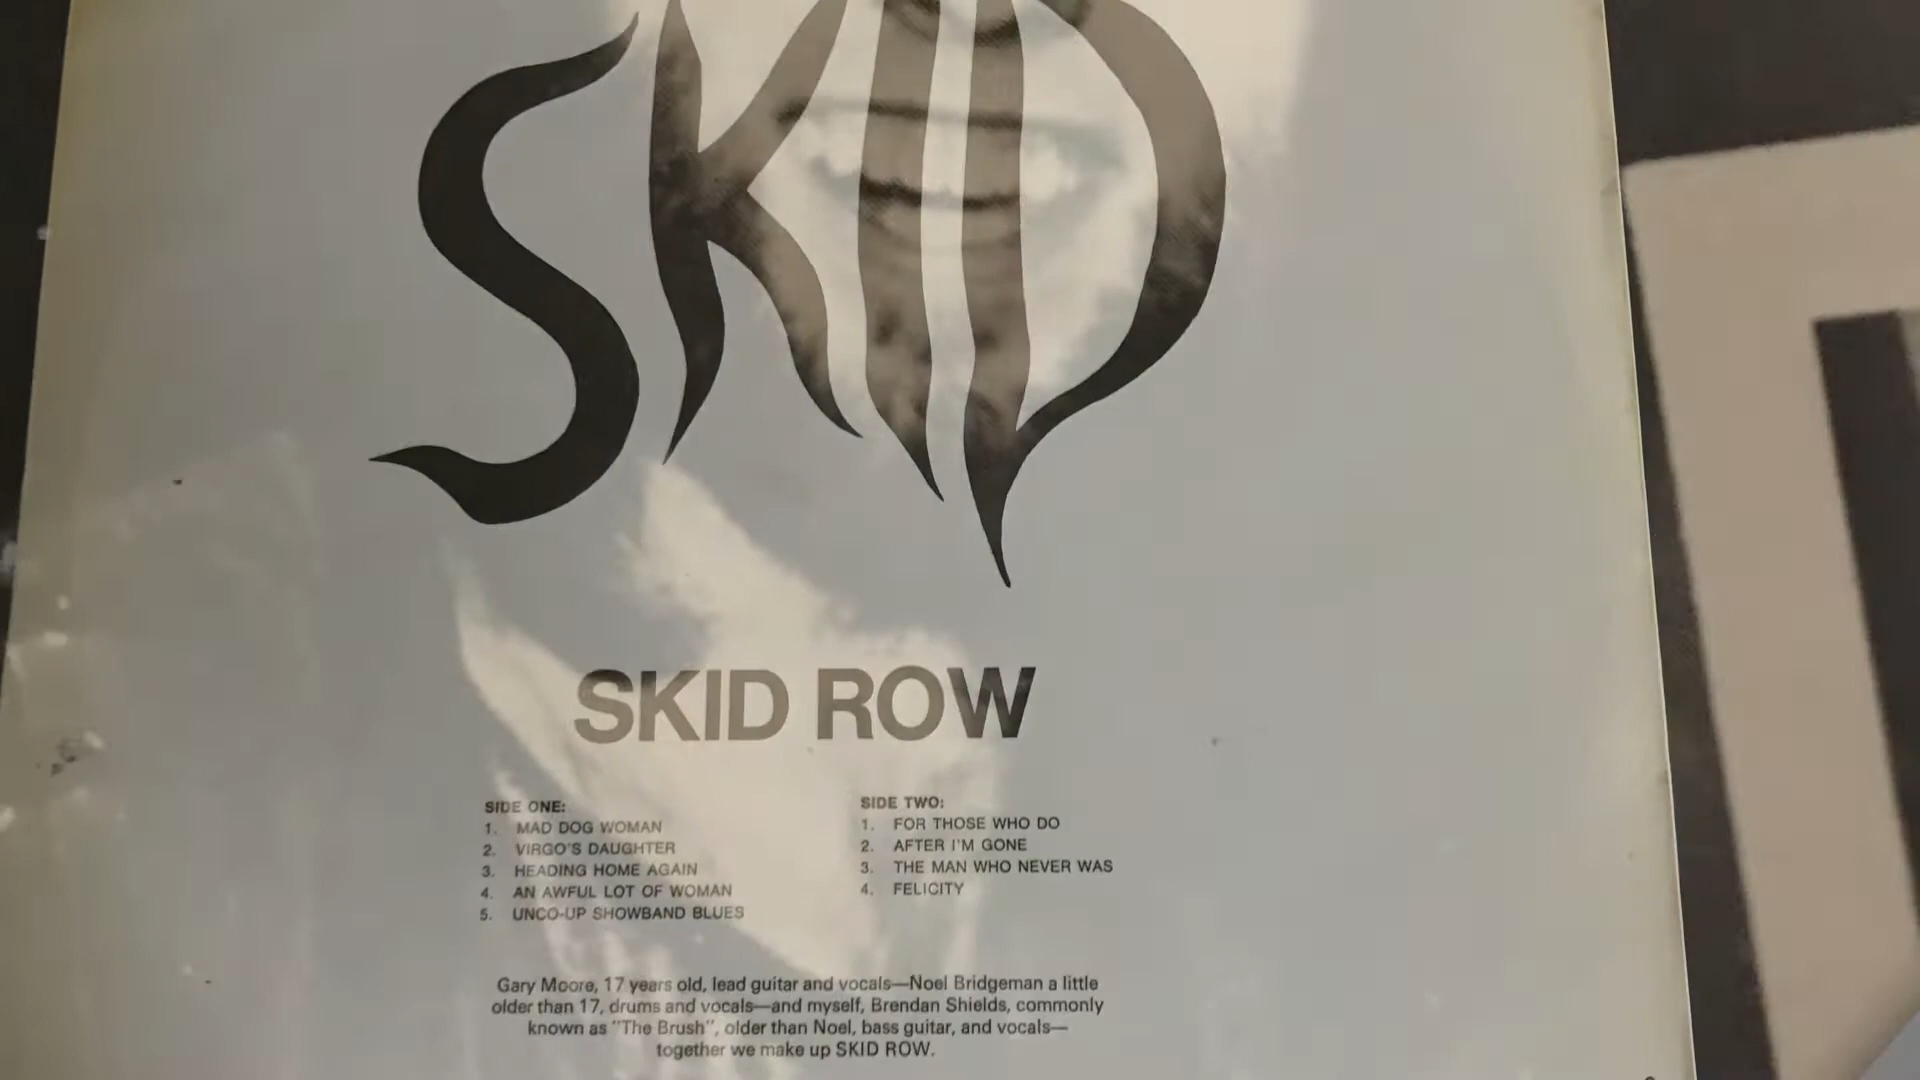 SKID
SKID ROW
SIDE ONE:
1. MAD DOG WOMAN
2. VIRGO'S DAUGHTER
3. HEADING HOME AGAIN
4. AN AWFUL LOT OF WOMAN
5. UNCO-UP SHOWBAND BLUES
SIDE TWO:
1. FOR THOSE WHO DO
2. AFTER I'M GONE
3. THE MAN WHO NEVER WAS
4. FELICITY
Gary Moore, 17 years old, lead guitar and vocals—Noel Bridgeman a little
older than 17, drums and vocals—and myself, Brendan Shields, commonly
known as "The Brush", older than Noel, bass guitar, and vocals—
together we make up SKID ROW.